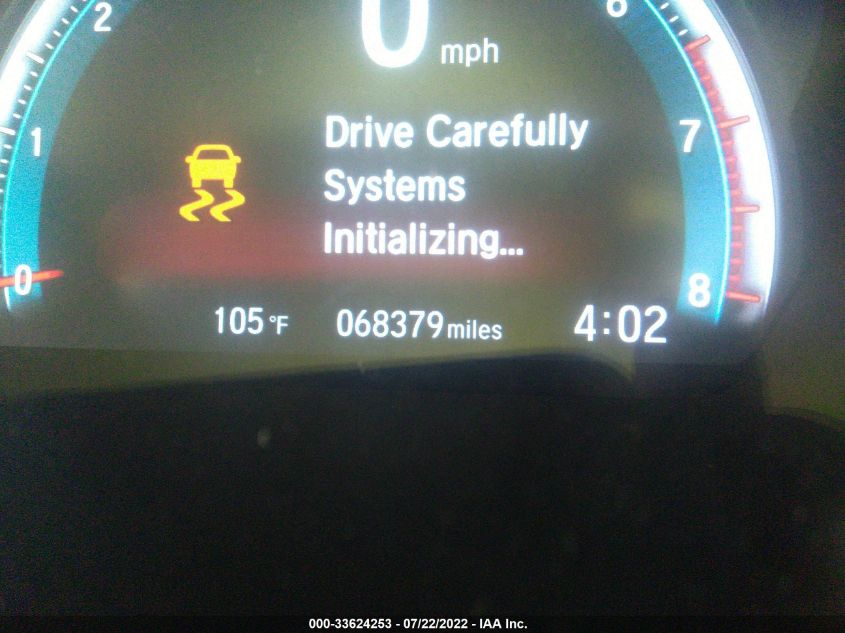 2
0 mph
6
Drive Carefully
1
7
Systems
Initializing...
0
8
105 °F
068379 miles
4:02
000-33624253 - 07/22/2022 - IAA Inc.